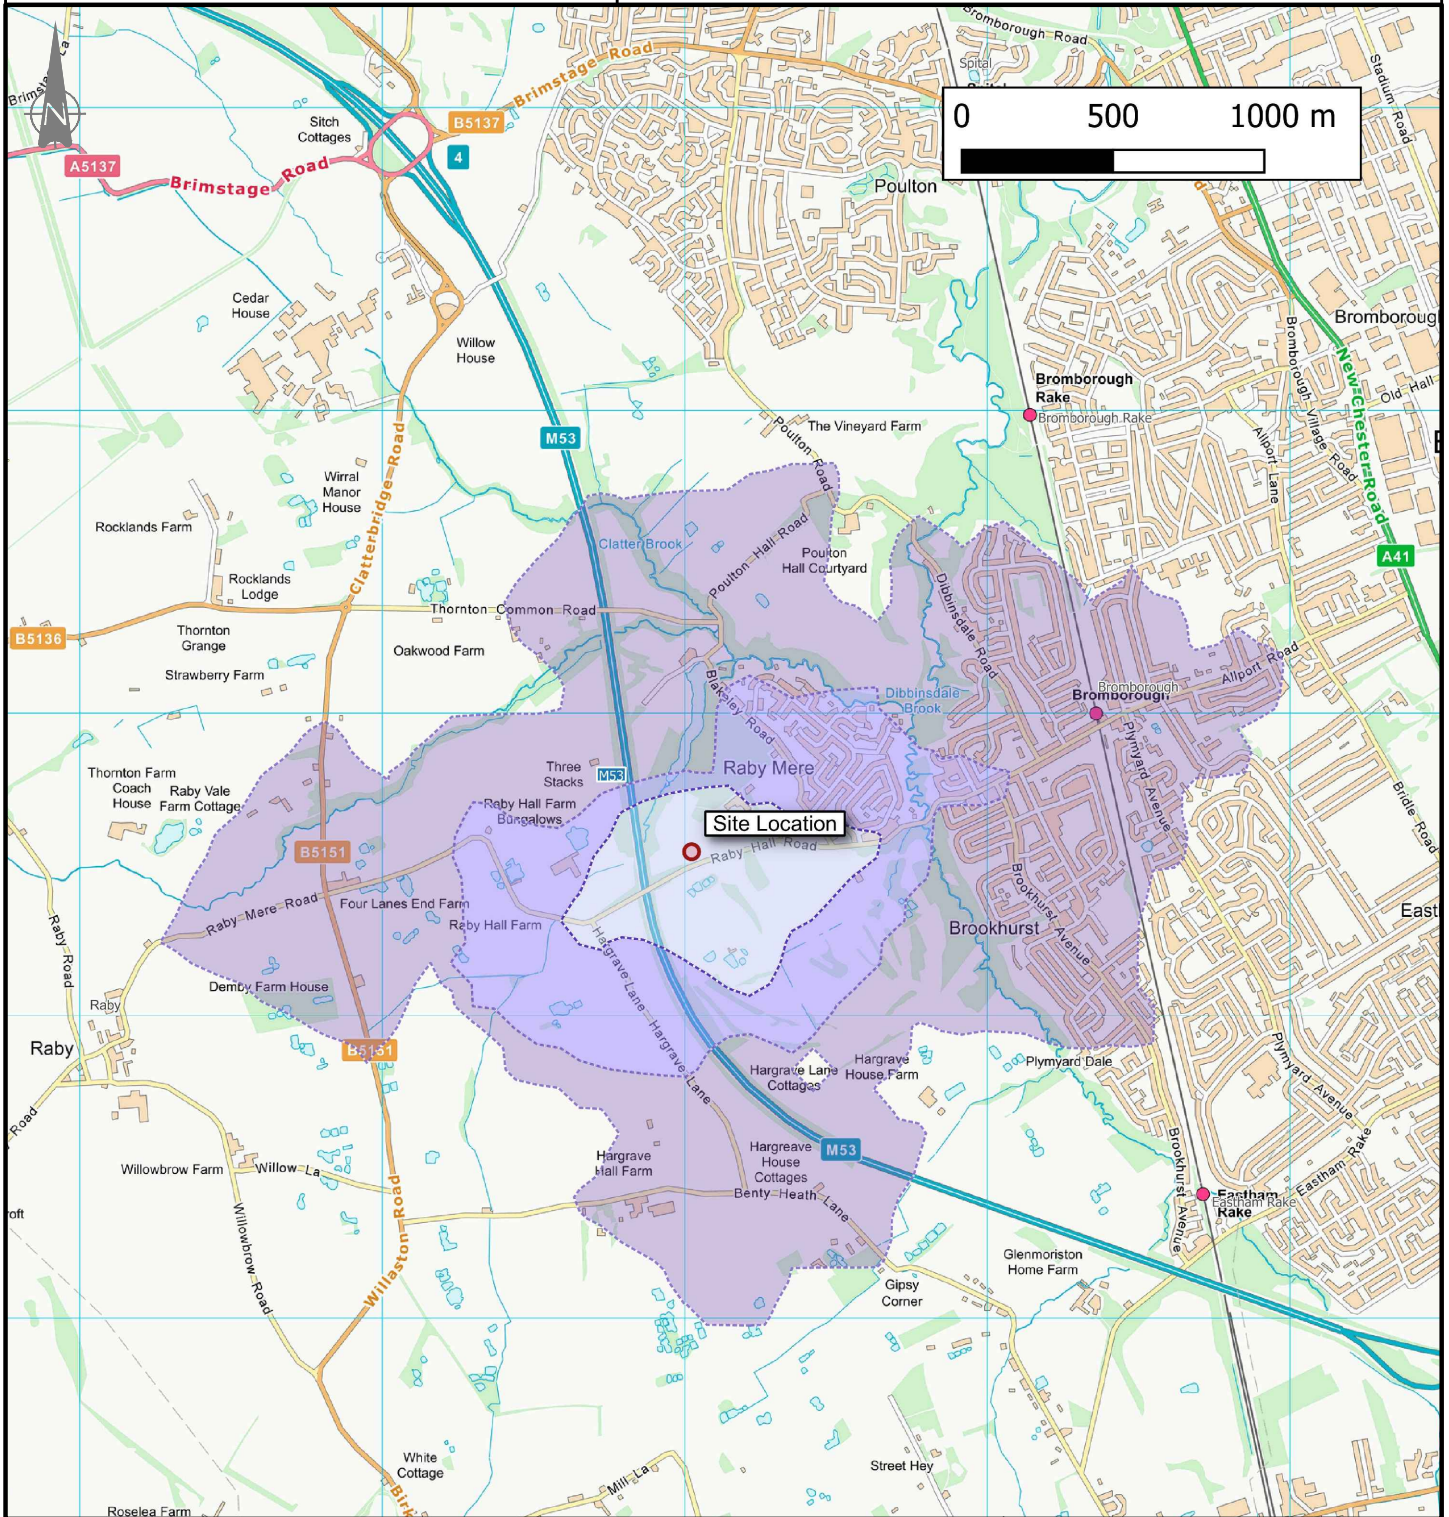 Bromborough Road
Brimstage Road
Spital
Stadium Road
N
0 500 1000 m
Sitch
Cottages
B5137
4
A5137
Brimstage Road
Poulton
Cedar
House
Willow
House
Bromborough Village Road
New Chester Road
Bromborough
Rake
Bromborough Rake
Old Hall
Allport Lane
M53
The Vineyard Farm
Poulton Road
Clatterbridge Road
Wirral
Manor
House
Rocklands Farm
Clatter Brook
Poulton Hall Road
Poulton
Hall Courtyard
A41
Rocklands
Lodge
Thornton Common Road
Dibbinsdale Road
B5136
Thornton
Grange
Oakwood Farm
Strawberry Farm
Allport Road
Blakeley Road
Dibbinsdale
Brook
Bromborough
Bromborough
Plymyard Avenue
Thornton Farm
Coach
House
Raby Vale
Farm Cottage
Three
Stacks
M53
Raby Mere
Bridle Road
Raby Hall Farm
Bungalows
Site Location
B5151
Raby Hall Road
Raby Mere Road
Four Lanes End Farm
Raby Hall Farm
Brookhurst
Brookhurst Avenue
Raby Road
Hargrave Lane
Hargrave Lane
Demby Farm House
Raby
Raby
B5151
Hargrave Lane
Cottages
Hargrave
House Farm
Plymyard Dale
Plymyard Avenue
Road
Willowbrow Farm
Willow La
Hargrave
Hall Farm
Hargreave
House
Cottages
M53
Benty Heath Lane
Brookhurst Avenue
Eastham Rake
Eastham
Rake
Eastham Rake
Willowbrow Road
Willaston Road
Glenmoriston
Home Farm
Gipsy
Corner
White
Cottage
Mill La
Street Hey
Roselea Farm